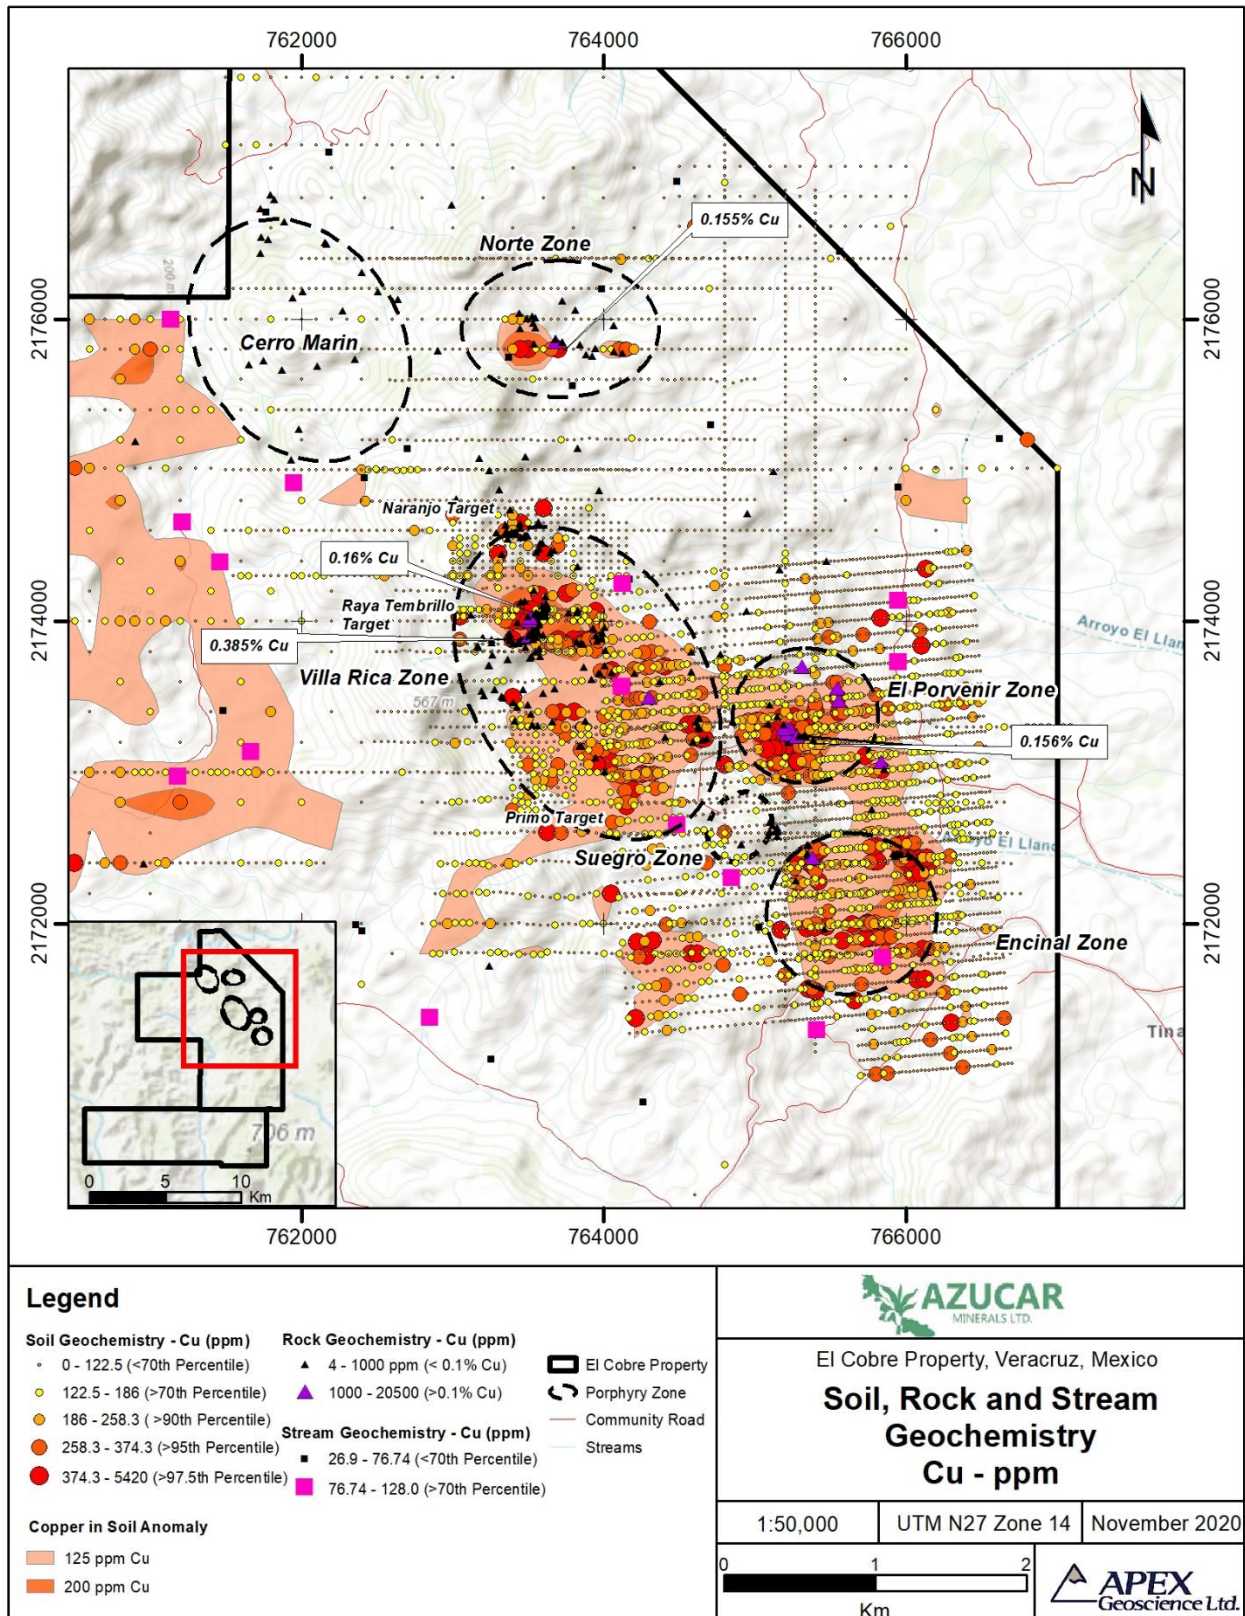 762000
764000
766000
N
0.155% Cu
Norte Zone
200 m
2176000
2176000
Cerro Marin
Naranjo Target
0.16% Cu
Raya Tembrillo
Target
2174000
2174000
Arroyo El Llan
0.385% Cu
Villa Rica Zone
567 m
El Porvenir Zone
0.156% Cu
Primo Target
Suegro Zone
Arroyo El Llano
2172000
2172000
Encinal Zone
Tina
706 m
0 5 10
Km
762000
764000
766000
Legend
Soil Geochemistry - Cu (ppm)
0 - 122.5 (<70th Percentile)
122.5 - 186 (>70th Percentile)
186 - 258.3 ( >90th Percentile)
258.3 - 374.3 (>95th Percentile)
374.3 - 5420 (>97.5th Percentile)
Copper in Soil Anomaly
125 ppm Cu
200 ppm Cu
Rock Geochemistry - Cu (ppm)
4 - 1000 ppm (< 0.1% Cu)
1000 - 20500 (>0.1% Cu)
Stream Geochemistry - Cu (ppm)
26.9 - 76.74 (<70th Percentile)
76.74 - 128.0 (>70th Percentile)
El Cobre Property
Porphyry Zone
Community Road
Streams
AZUCAR
MINERALS LTD.
El Cobre Property, Veracruz, Mexico
Soil, Rock and Stream
Geochemistry
Cu - ppm
1:50,000
UTM N27 Zone 14
November 2020
0 1 2
Km
APEX
Geoscience Ltd.